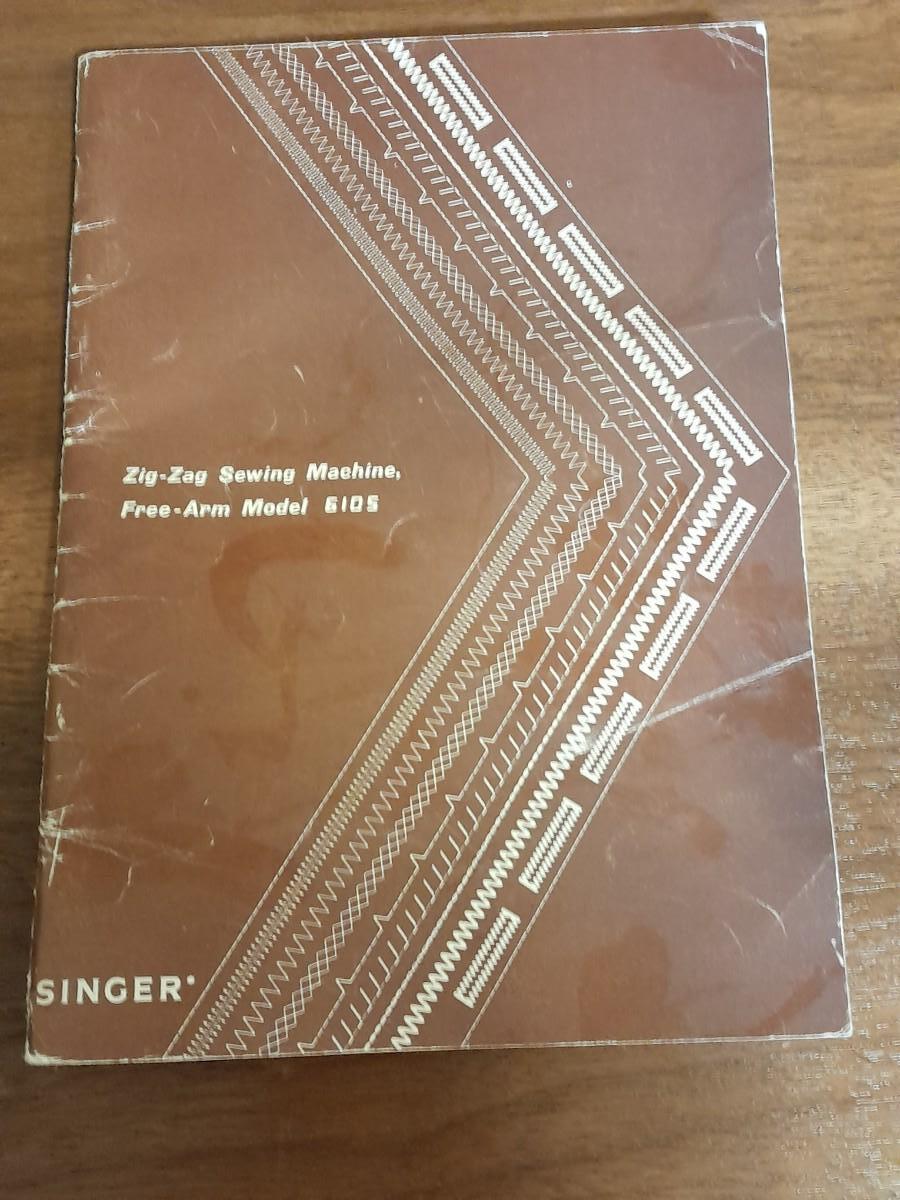 Zig-Zag Sewing Machine,
Free-Arm Model 6105
SINGER*